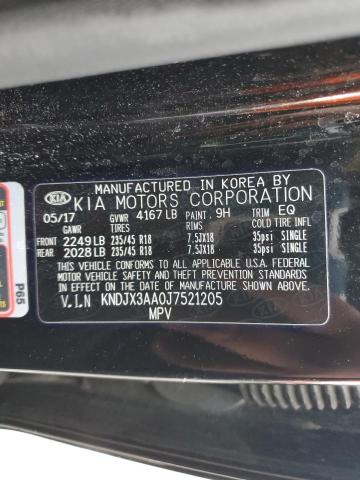 MANUFACTURED IN KOREA BY
KIA KIA MOTORS CORPORATION
05/17 GVWR 4167 LB PAINT. 9H TRIM EQ
GAWR TIRES RIMS COLD TIRE INFL
FRONT 2249 LB 235/45 R18 7.5JX18 35psi SINGLE
REAR 2028 LB 235/45 R18 7.5JX18 35psi SINGLE
THIS VEHICLE CONFORMS TO ALL APPLICABLE U.S. FEDERAL
MOTOR VEHICLE SAFETY AND THEFT PREVENTION STANDARDS
IN EFFECT ON THE DATE OF MANUFACTURE SHOWN ABOVE.
V.I.N KNDJX3AA0J7521205
MPV
P65